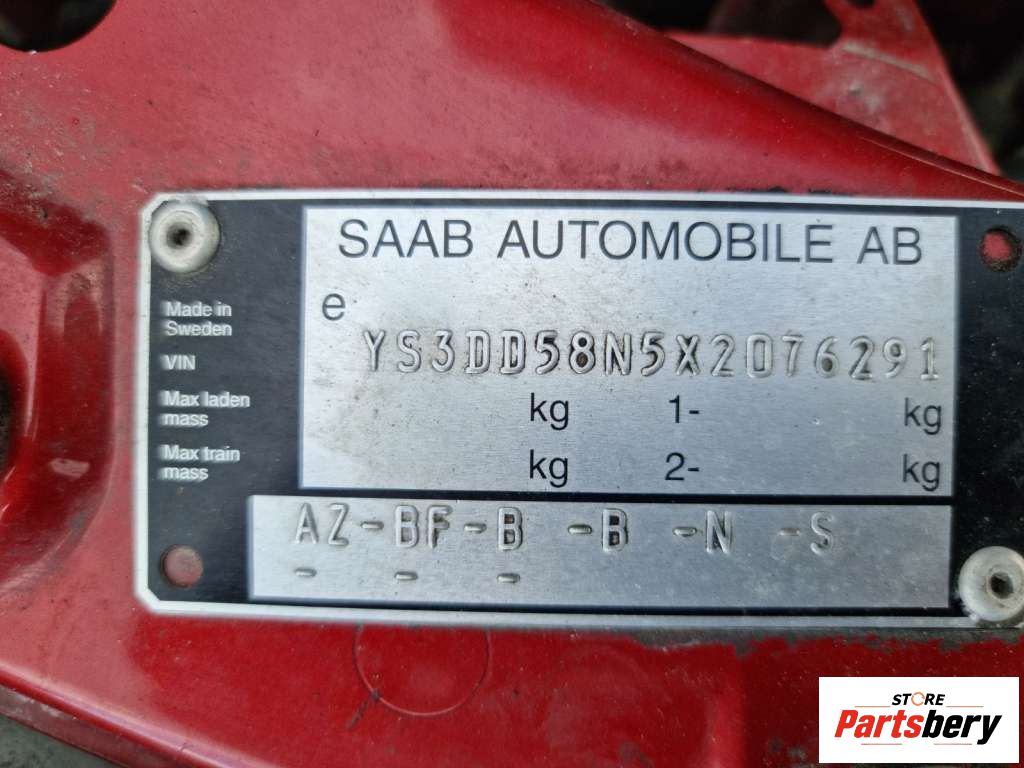 SAAB AUTOMOBILE AB
e
Made in
Sweden
VIN YS3DD58N5X2076291
Max laden
mass kg 1- kg
Max train
mass kg 2- kg
AZ-BF-B -B -N -S
- - -
STORE
Partsbery